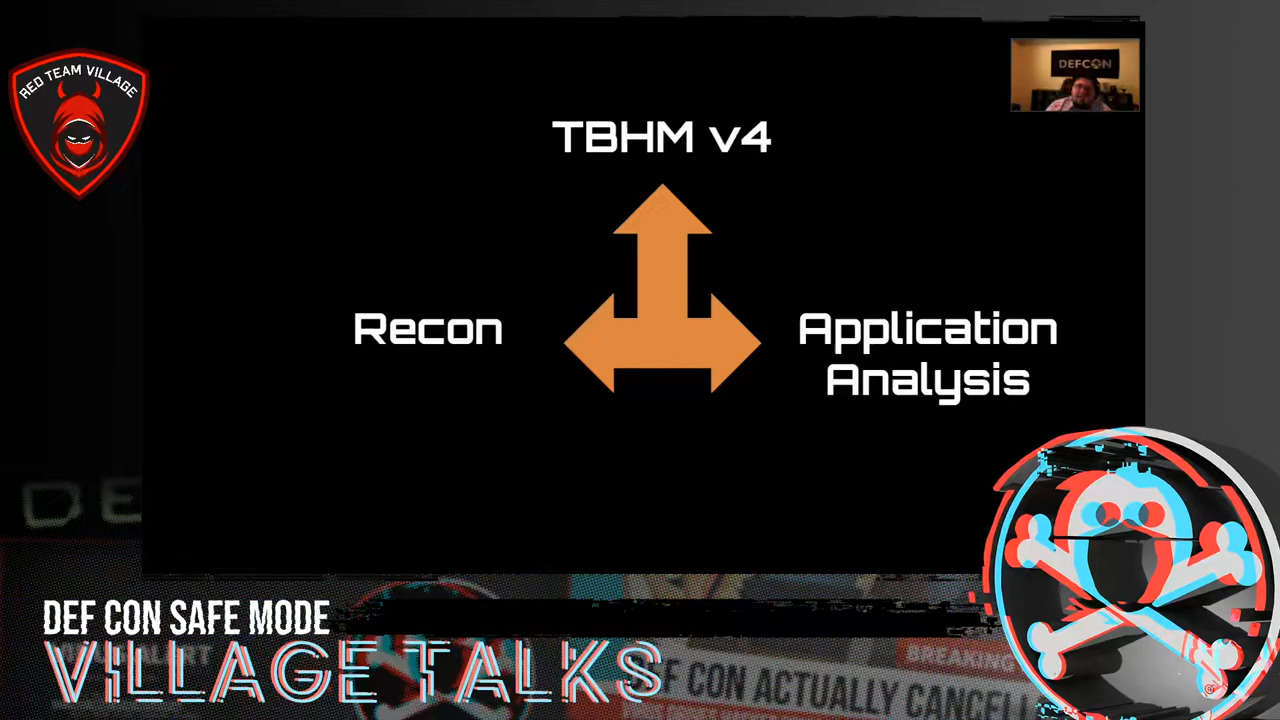 RED TEAM VILLAGE
DEFCON
TBHM v4
Recon
Application
Analysis
DE
DEF CON SAFE MODE
VILLAGE TALKS
BREAKING
DEF CON ACTUALLY CANCELL